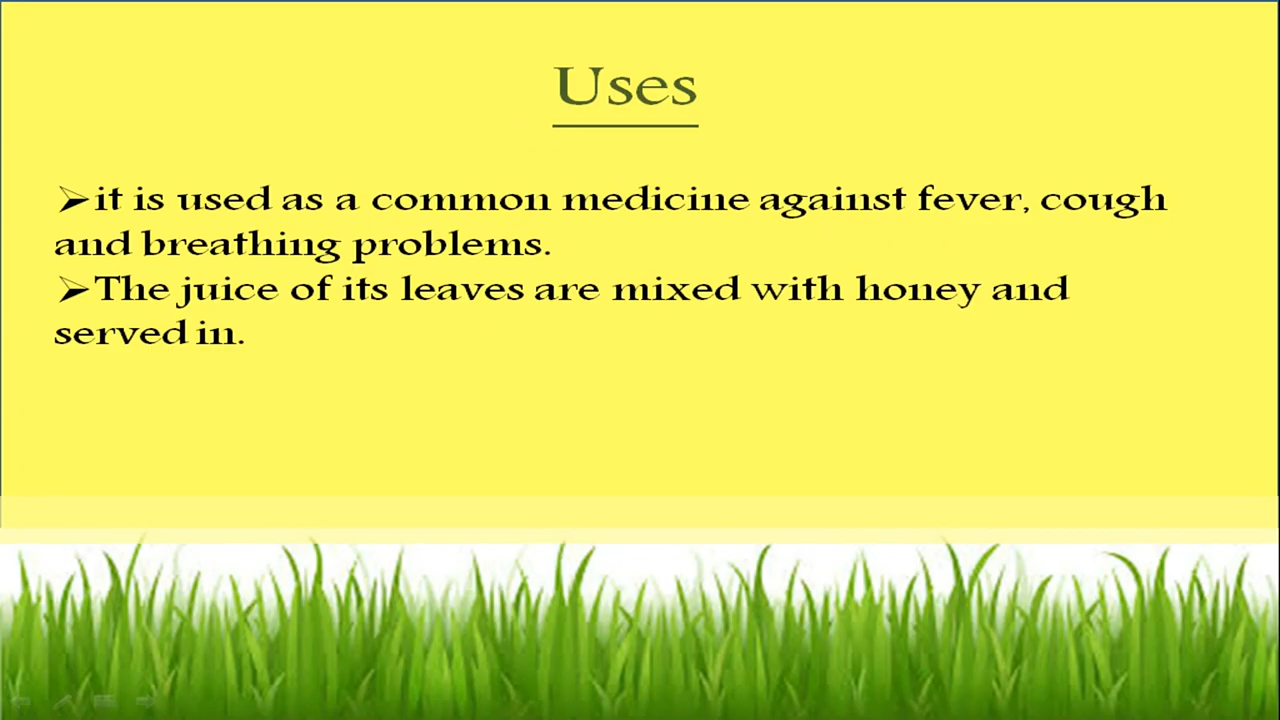 Uses
➢it is used as a common medicine against fever, cough
and breathing problems.
➢The juice of its leaves are mixed with honey and
served in.